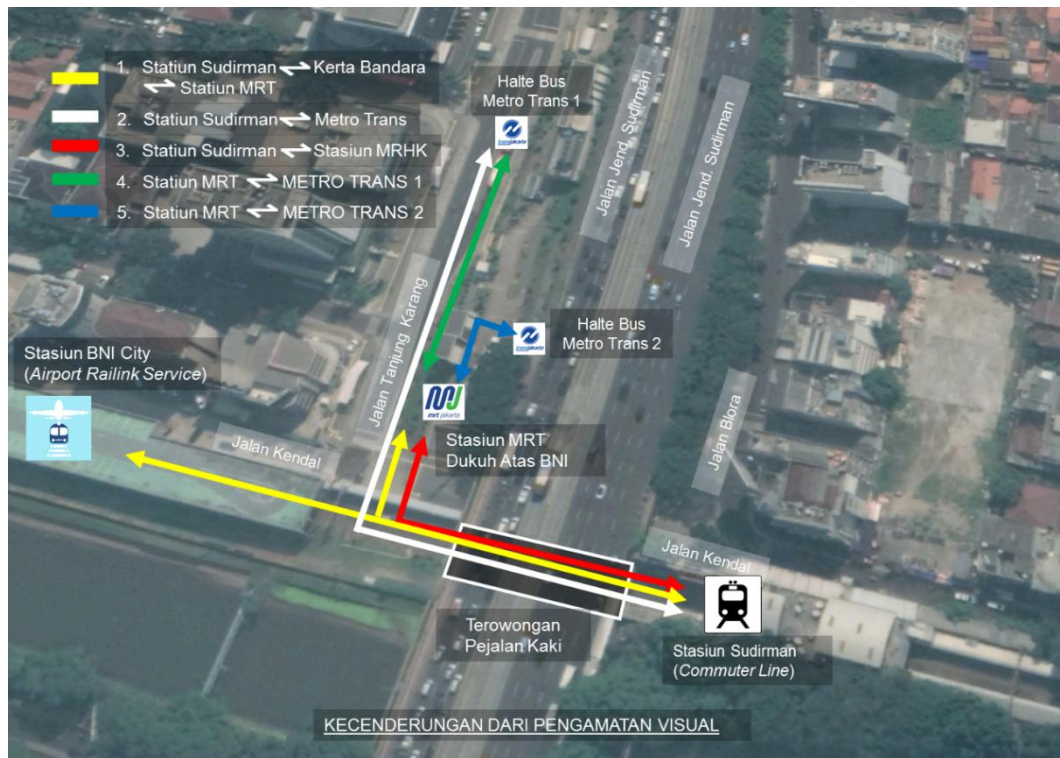 1. Statiun Sudirman ⇌ Kerta Bandara
⇌ Statiun MRT
2. Statiun Sudirman ⇌ Metro Trans
3. Statiun Sudirman ⇌ Stasiun MRHK
4. Statiun MRT ⇌ METRO TRANS 1
5. Statiun MRT ⇌ METRO TRANS 2
Halte Bus
Metro Trans 1
transjakarta
Jalan Jend. Sudirman
Jalan Jend. Sudirman
Jalan Tanjung Karang
Halte Bus
Metro Trans 2
transjakarta
Stasiun BNI City
(Airport Railink Service)
mrt jakarta
Jalan Blora
Stasiun MRT
Dukuh Atas BNI
Jalan Kendal
Jalan Kendal
Terowongan
Pejalan Kaki
Stasiun Sudirman
(Commuter Line)
KECENDERUNGAN DARI PENGAMATAN VISUAL